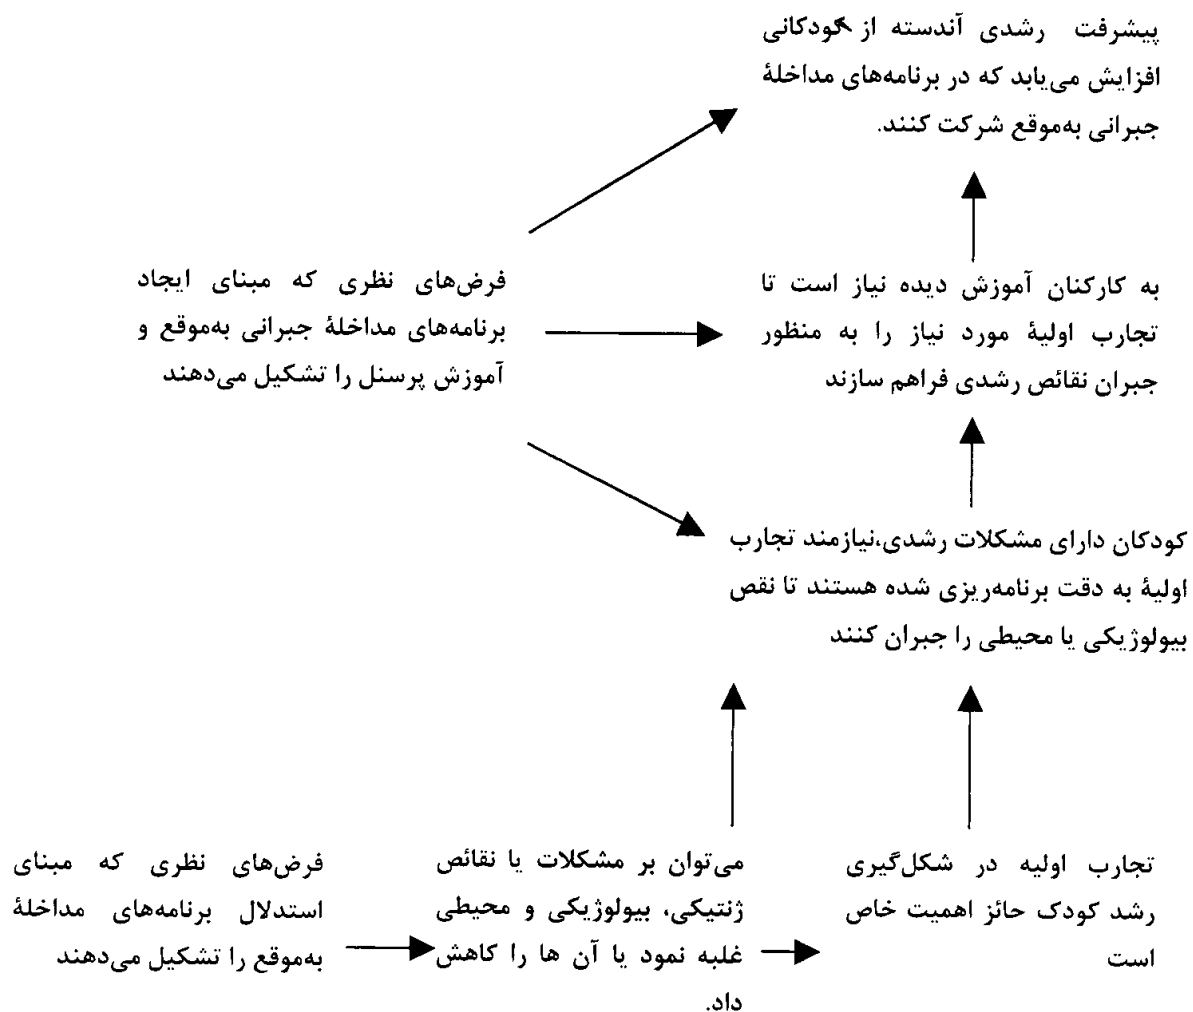 پیشرفت رشدی آندسته از کودکانی
افزایش می‌یابد که در برنامه‌های مداخلهٔ
جبرانی به‌موقع شرکت کنند.
فرض‌های نظری که مبنای ایجاد
برنامه‌های مداخلهٔ جبرانی به‌موقع و
آموزش پرسنل را تشکیل می‌دهند
به کارکنان آموزش دیده نیاز است تا
تجارب اولیهٔ مورد نیاز را به منظور
جبران نقائص رشدی فراهم سازند
کودکان دارای مشکلات رشدی،نیازمند تجارب
اولیهٔ به دقت برنامه‌ریزی شده هستند تا نقص
بیولوژیکی یا محیطی را جبران کنند
تجارب اولیه در شکل‌گیری
رشد کودک حائز اهمیت خاص
است
می‌توان بر مشکلات یا نقائص
ژنتیکی، بیولوژیکی و محیطی
غلبه نمود یا آن ها را کاهش
داد.
فرض‌های نظری که مبنای
استدلال برنامه‌های مداخلهٔ
به‌موقع را تشکیل می‌دهند